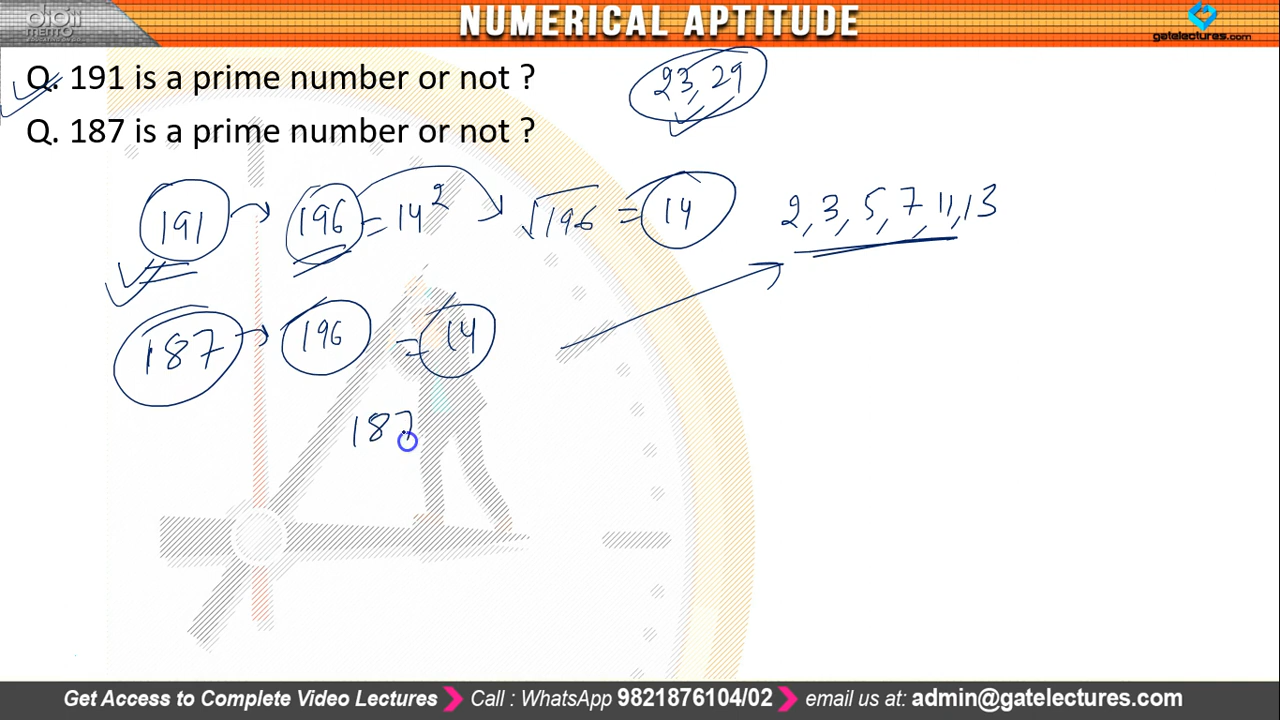 NUMERICAL APTITUDE
gatelectures.com
Q. 191 is a prime number or not ?
23, 29
Q. 187 is a prime number or not ?
191 → 196 = 14² √196 = 14 2, 3, 5, 7, 11, 13
187 → 196 = 14
187
Get Access to Complete Video Lectures Call : WhatsApp 9821876104/02 email us at: admin@gatelectures.com